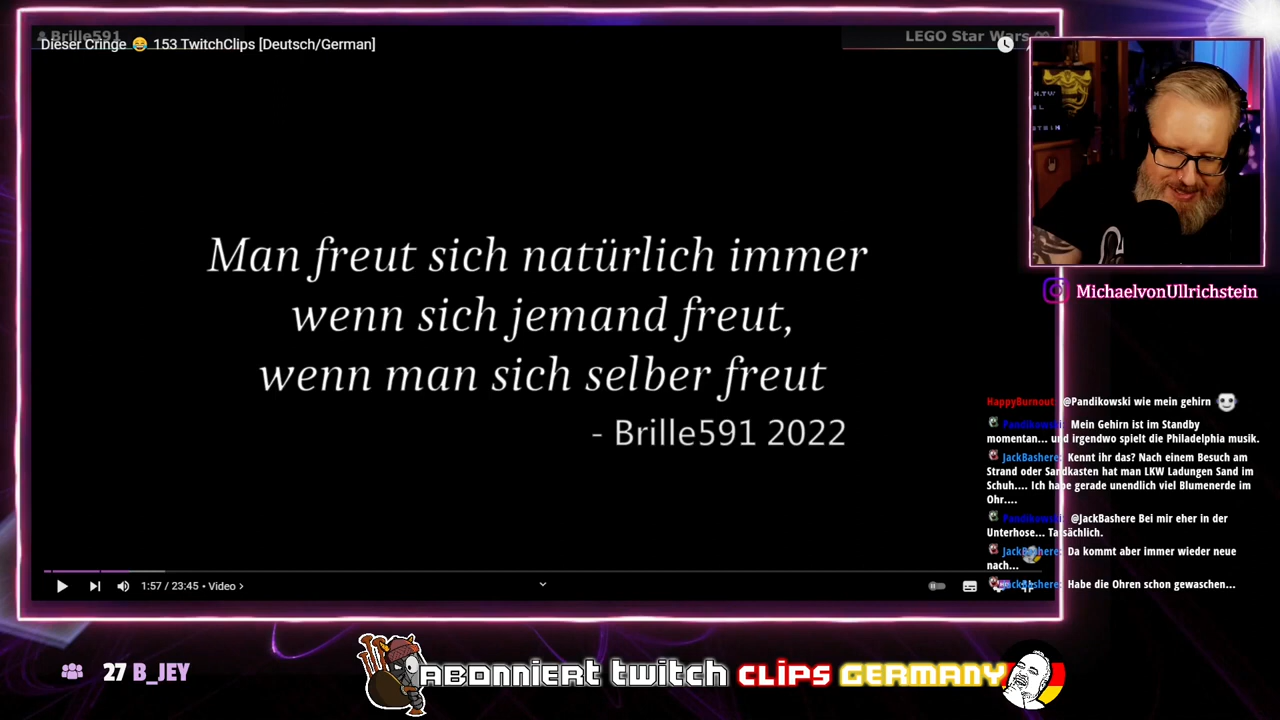 Brille591
Dieser Cringe 😂 153 TwitchClips [Deutsch/German]
LEGO Star Wars
Man freut sich natürlich immer
wenn sich jemand freut,
wenn man sich selber freut
- Brille591 2022
1:57 / 23:45 • Video ›
MichaelvonUllrichstein
HappyBurnout: @Pandikowski wie mein gehirn
Pandikowski: Mein Gehirn ist im Standby
momentan... und irgendwo spielt die Philadelphia musik.
JackBashere: Kennt ihr das? Nach einem Besuch am
Strand oder Sandkasten hat man LKW Ladungen Sand im
Schuh.... Ich habe gerade unendlich viel Blumenerde im
Ohr....
Pandikowski: @JackBashere Bei mir eher in der
Unterhose... Tatsächlich.
JackBashere: Da kommt aber immer wieder neue
nach...
JackBashere: Habe die Ohren schon gewaschen...
27 B_JEY
ABONNIERT TWITCH CLIPS GERMANY